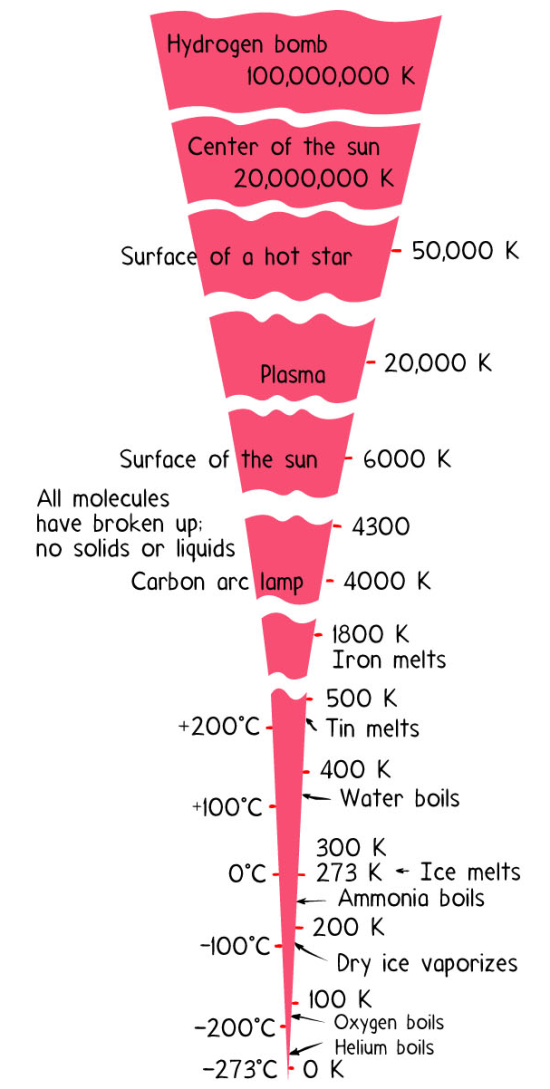 Hydrogen bomb
100,000,000 K
Center of the sun
20,000,000 K
Surface of a hot star
50,000 K
Plasma
20,000 K
Surface of the sun
6000 K
All molecules
have broken up;
no solids or liquids
4300
Carbon arc lamp
4000 K
1800 K
Iron melts
500 K
+200°C
Tin melts
400 K
+100°C
Water boils
300 K
0°C
273 K
Ice melts
Ammonia boils
200 K
-100°C
Dry ice vaporizes
100 K
-200°C
Oxygen boils
Helium boils
-273°C
0 K